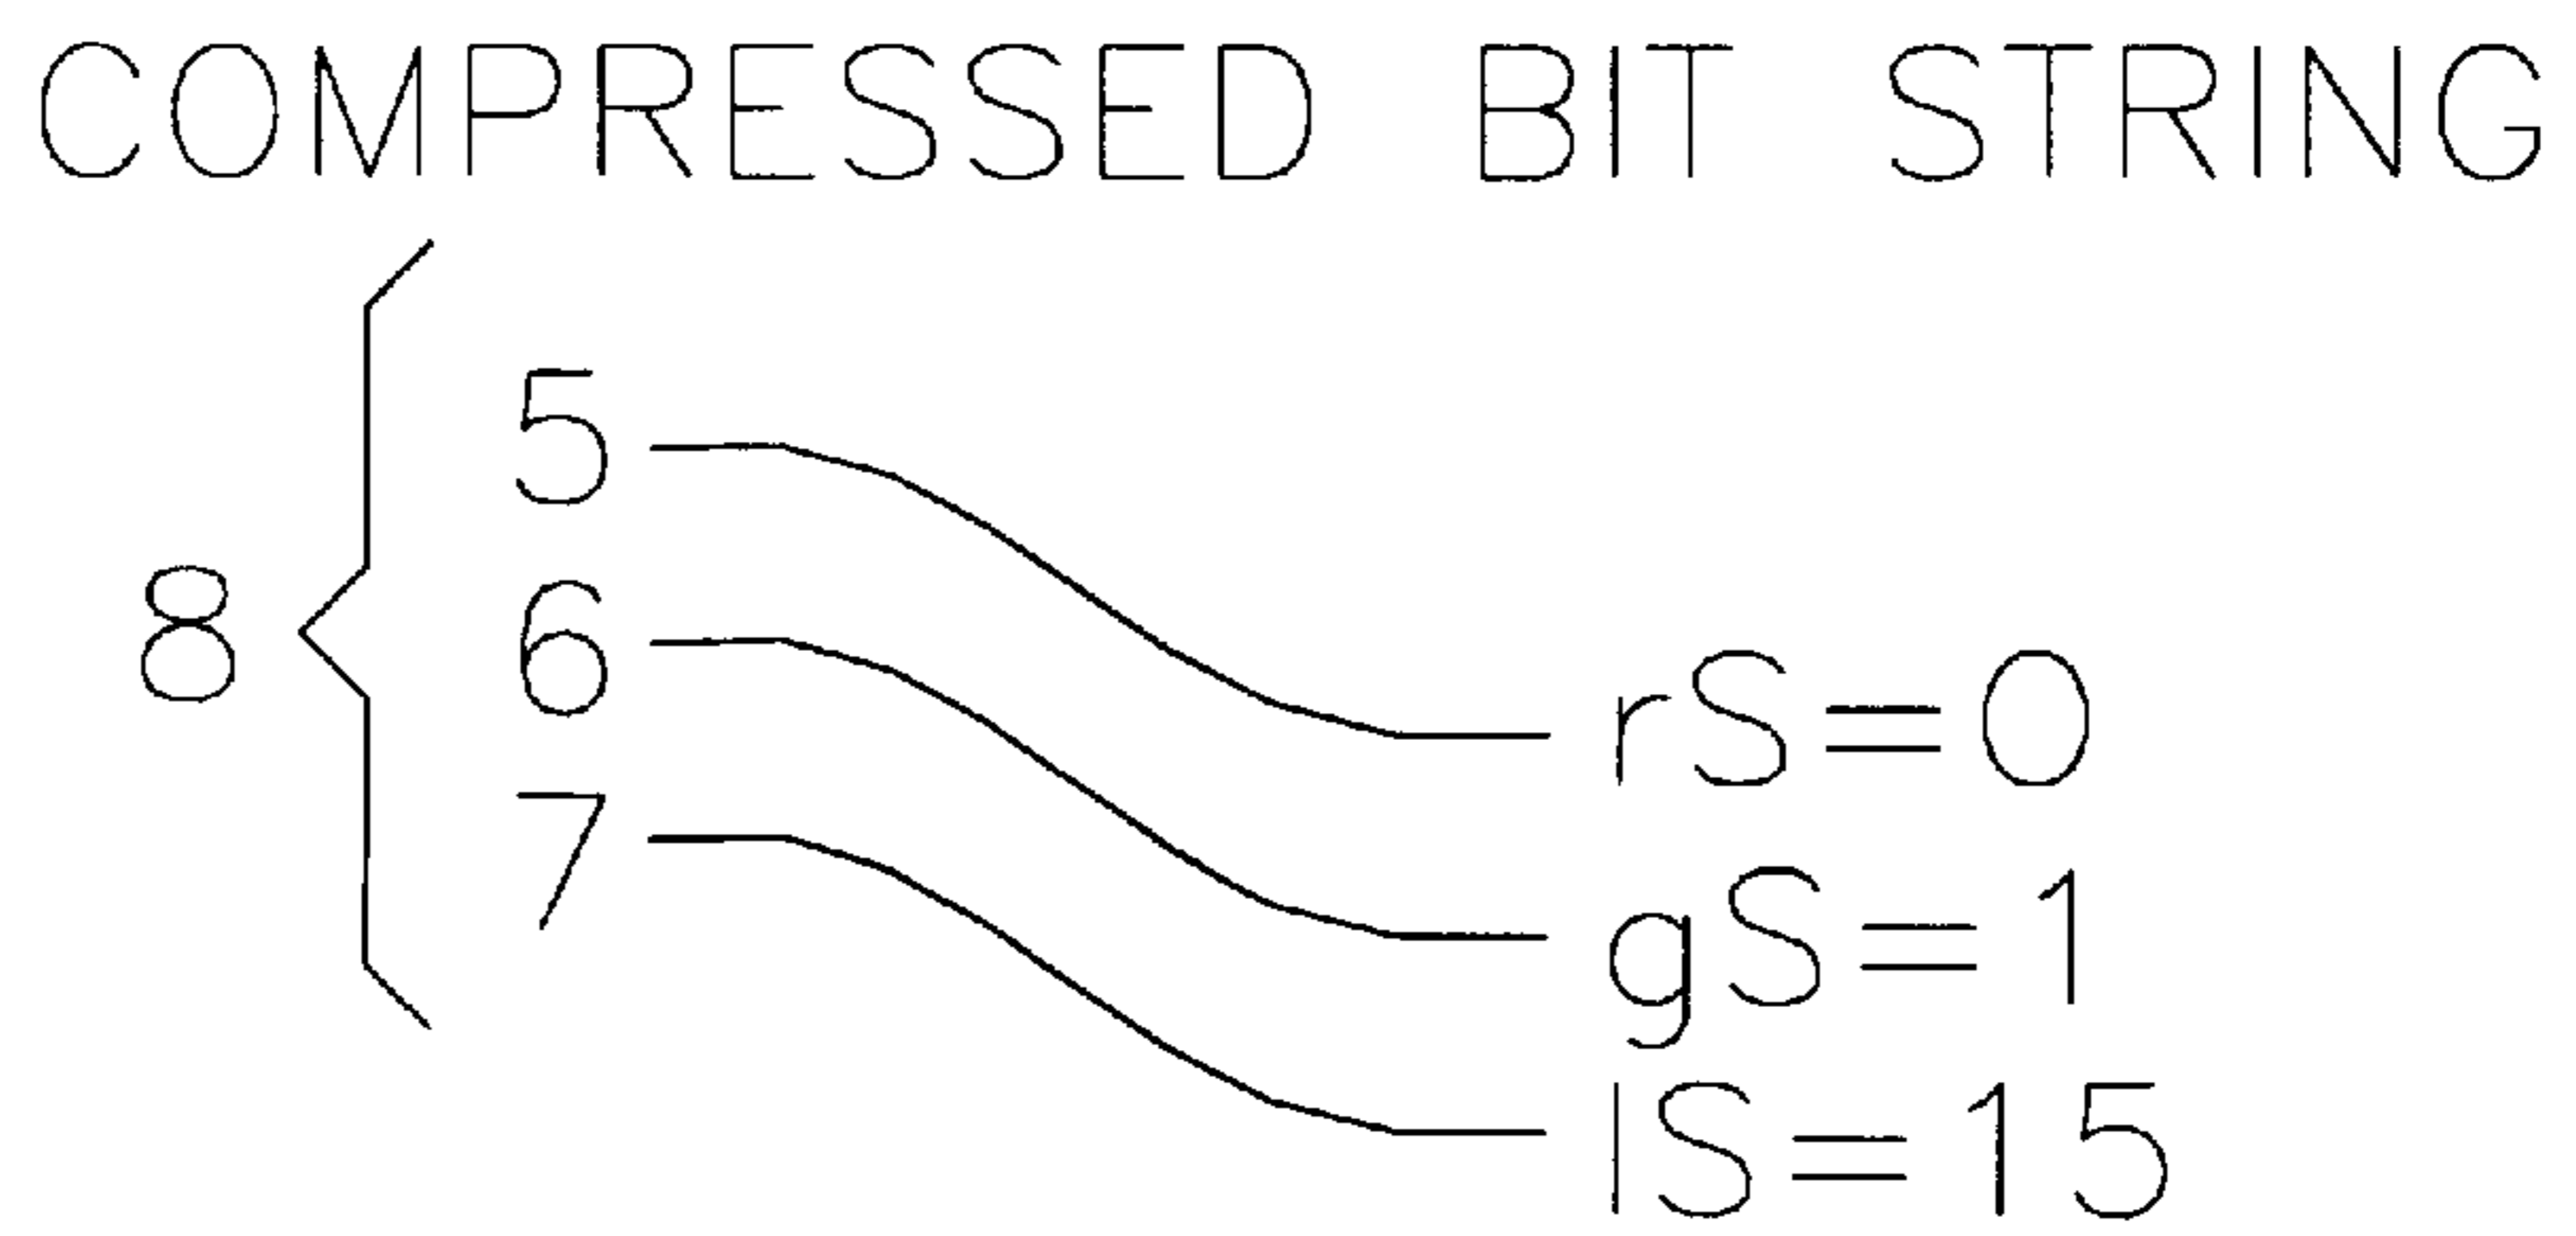 COMPRESSED BIT STRING
5
8
6
rS=0
7
gS=1
lS=15